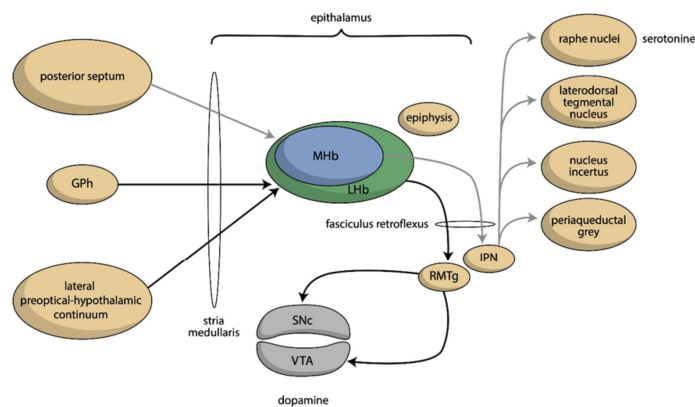 epithalamus
posterior septum
raphe nuclei
serotonine
epiphysis
laterodorsal
tegmental
nucleus
MHb
LHb
GPh
nucleus
incertus
fasciculus retroflexus
periaqueductal
grey
IPN
RMTg
lateral
preoptical-hypothalamic
continuum
stria
medullaris
SNc
VTA
dopamine